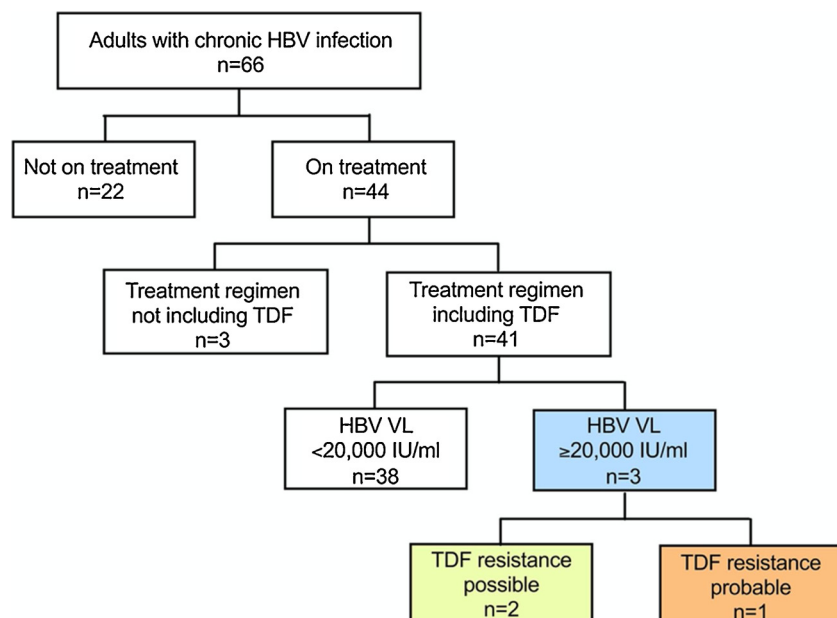 Adults with chronic HBV infection
n=66
Not on treatment
n=22
On treatment
n=44
Treatment regimen
not including TDF
n=3
Treatment regimen
including TDF
n=41
HBV VL
<20,000 IU/ml
n=38
HBV VL
≥20,000 IU/ml
n=3
TDF resistance
possible
n=2
TDF resistance
probable
n=1